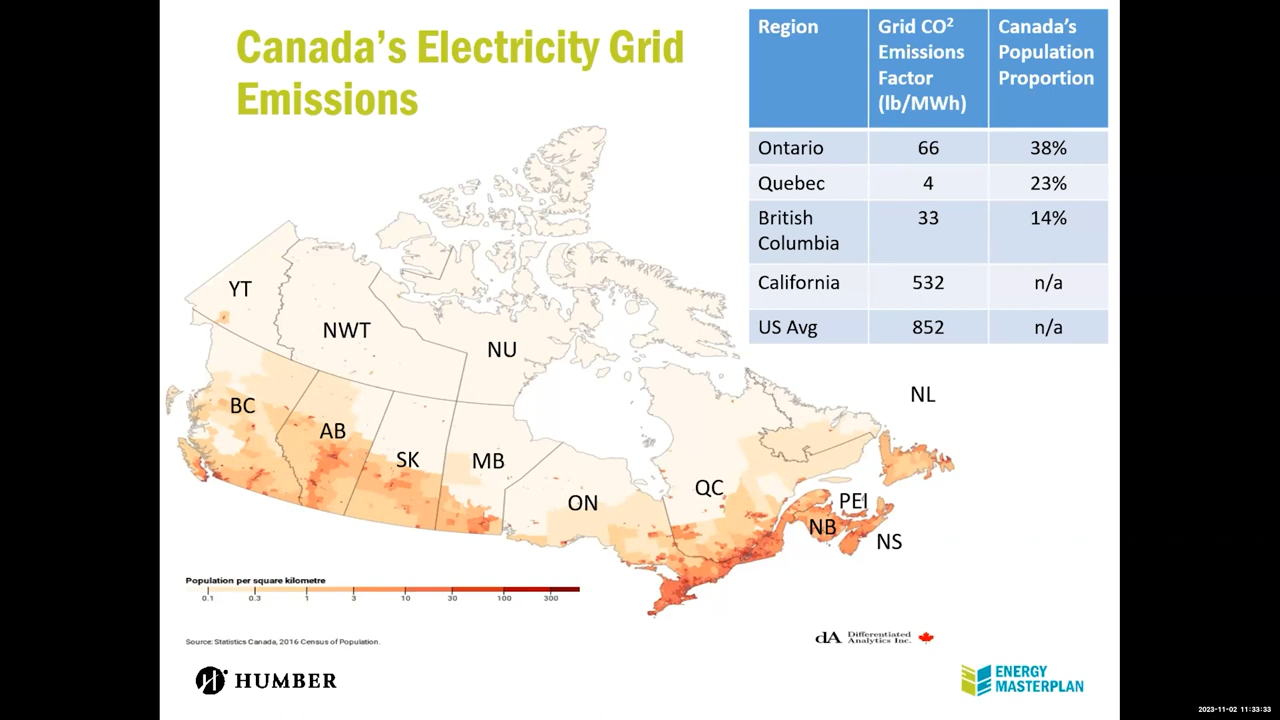 Canada's Electricity Grid
Emissions
Region
Grid CO²
Emissions
Factor
(lb/MWh)
Canada's
Population
Proportion
Ontario 66 38%
Quebec 4 23%
British
Columbia
33 14%
California 532 n/a
US Avg 852 n/a
YT
NWT
NU
NL
BC
AB
SK
MB
ON
QC
PEI
NB
NS
Population per square kilometre
0.1 0.3 1 3 10 30 100 300
Source: Statistics Canada, 2016 Census of Population.
dA Differentiated
Analytics Inc.
HUMBER
ENERGY
MASTERPLAN
2023-11-02 11:33:33